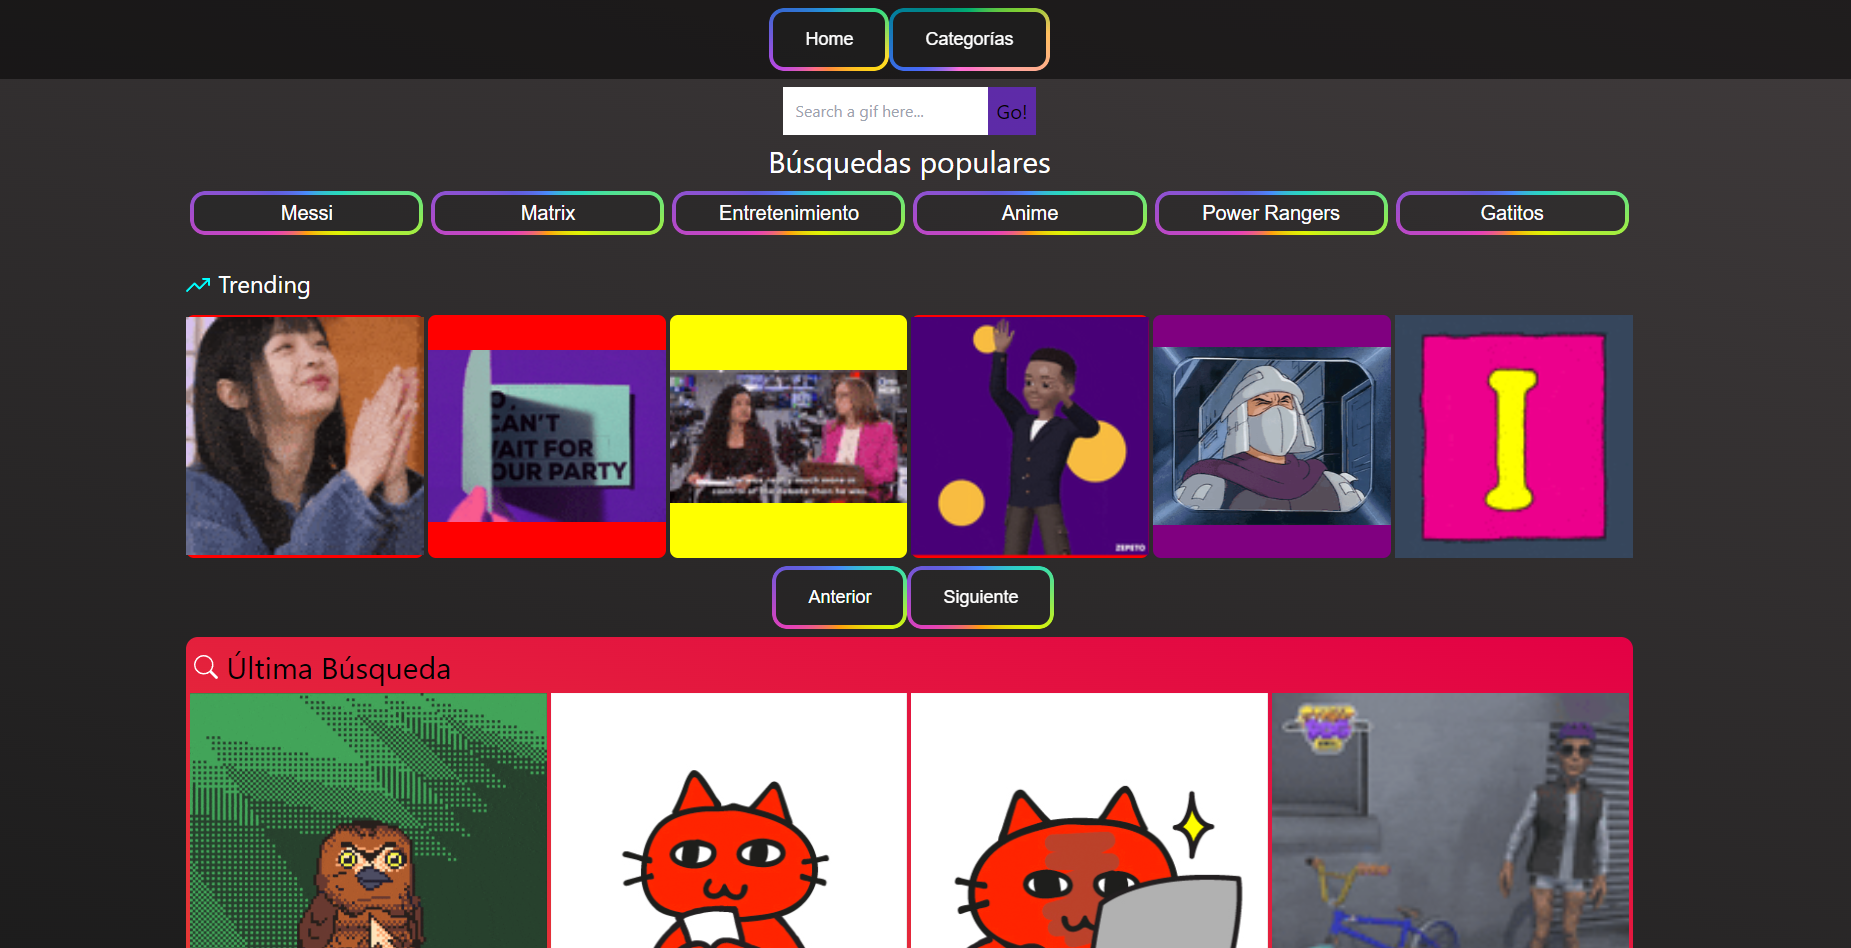 Home
Categorías
Search a gif here...
Go!
Búsquedas populares
Messi
Matrix
Entretenimiento
Anime
Power Rangers
Gatitos
Trending
CAN'T
WAIT FOR
OUR PARTY
ZEPETO
I
Anterior
Siguiente
Última Búsqueda